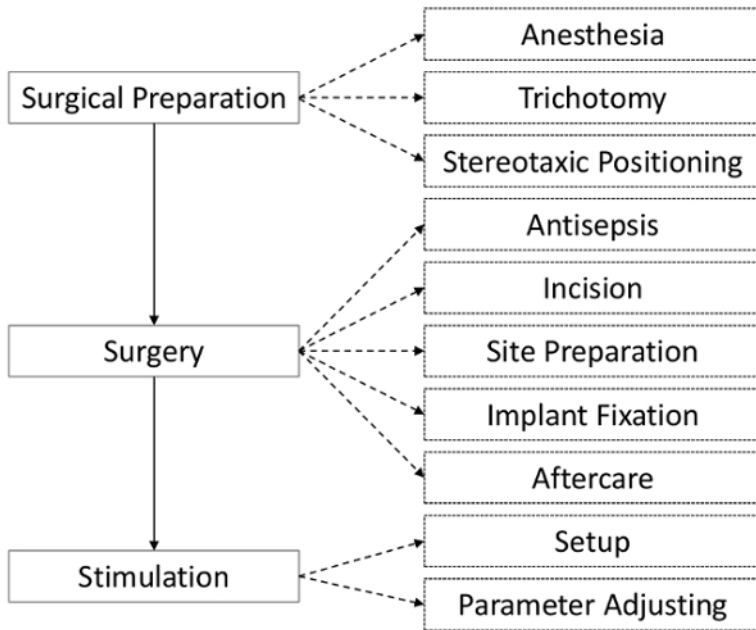 Surgical Preparation
Anesthesia
Trichotomy
Stereotaxic Positioning
Surgery
Antisepsis
Incision
Site Preparation
Implant Fixation
Aftercare
Stimulation
Setup
Parameter Adjusting